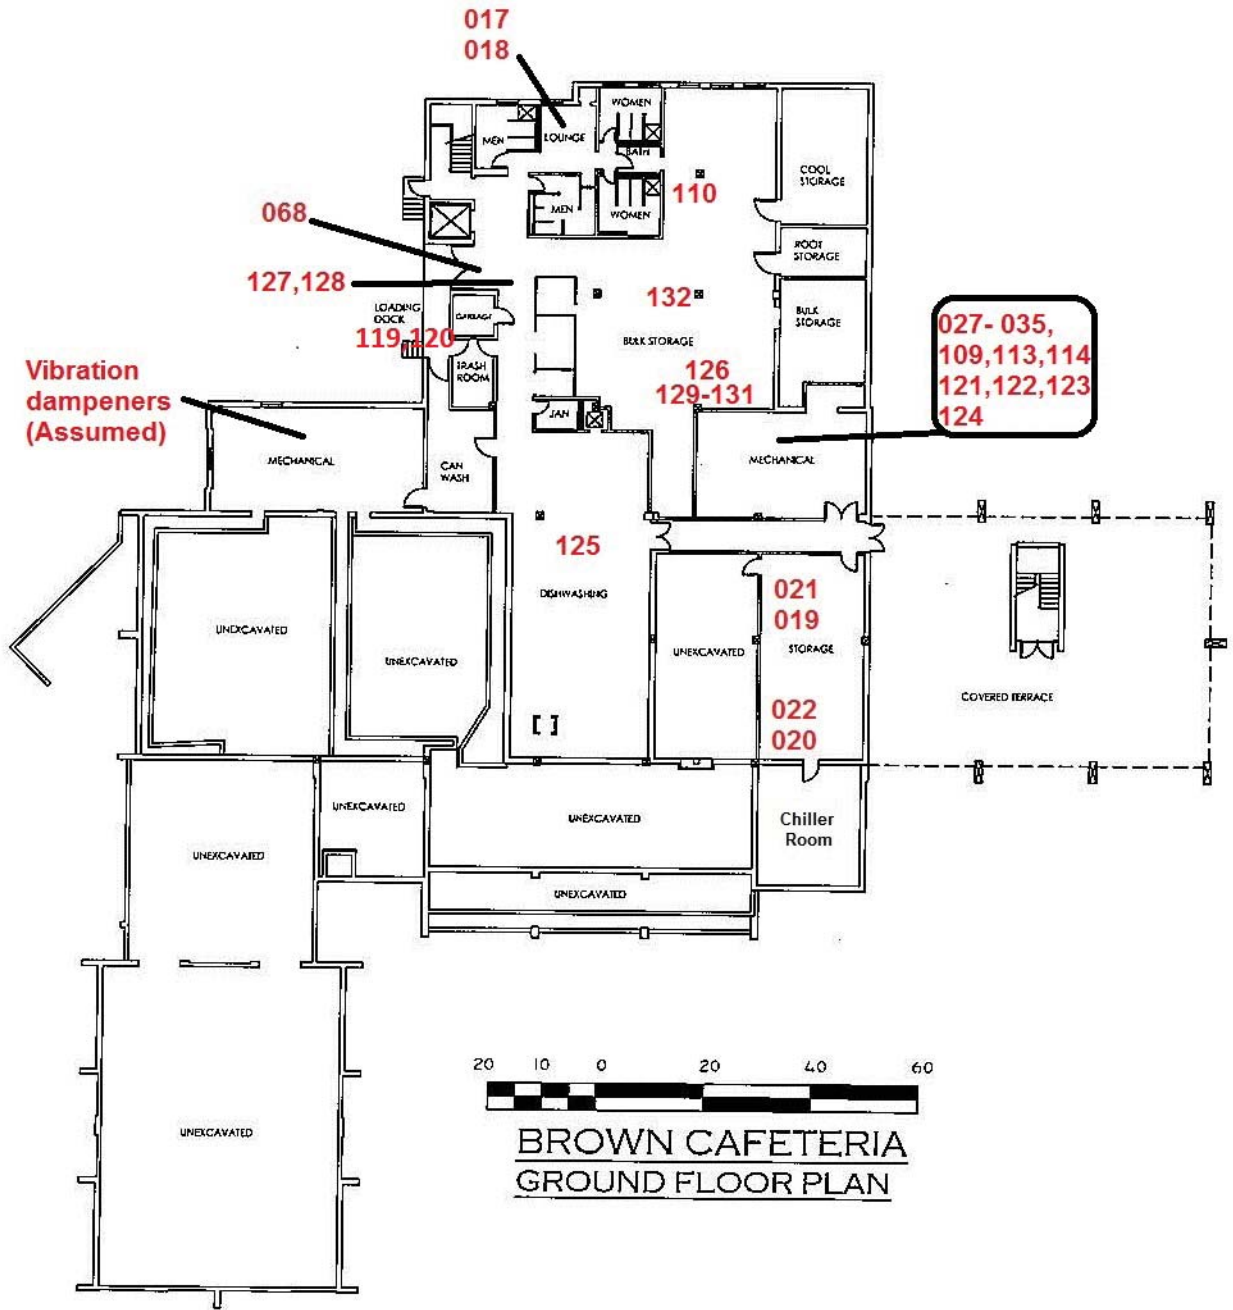 017
018
WOMEN
MEN
LOUNGE
BATH
COOL
STORAGE
110
MEN
WOMEN
068
ROOT
STORAGE
127,128
132
LOADING
DOCK
GARBAGE
BULK
STORAGE
119,120
BULK STORAGE
027- 035,
109,113,114
121,122,123
124
Vibration
dampeners
(Assumed)
TRASH
ROOM
126
129-131
JAN
MECHANICAL
CAN
WASH
MECHANICAL
125
DISHWASHING
021
019
UNEXCAVATED
UNEXCAVATED
UNEXCAVATED
STORAGE
COVERED TERRACE
022
020
UNEXCAVATED
UNEXCAVATED
Chiller
Room
UNEXCAVATED
UNEXCAVATED
20 10 0 20 40 60
UNEXCAVATED
BROWN CAFETERIA
GROUND FLOOR PLAN